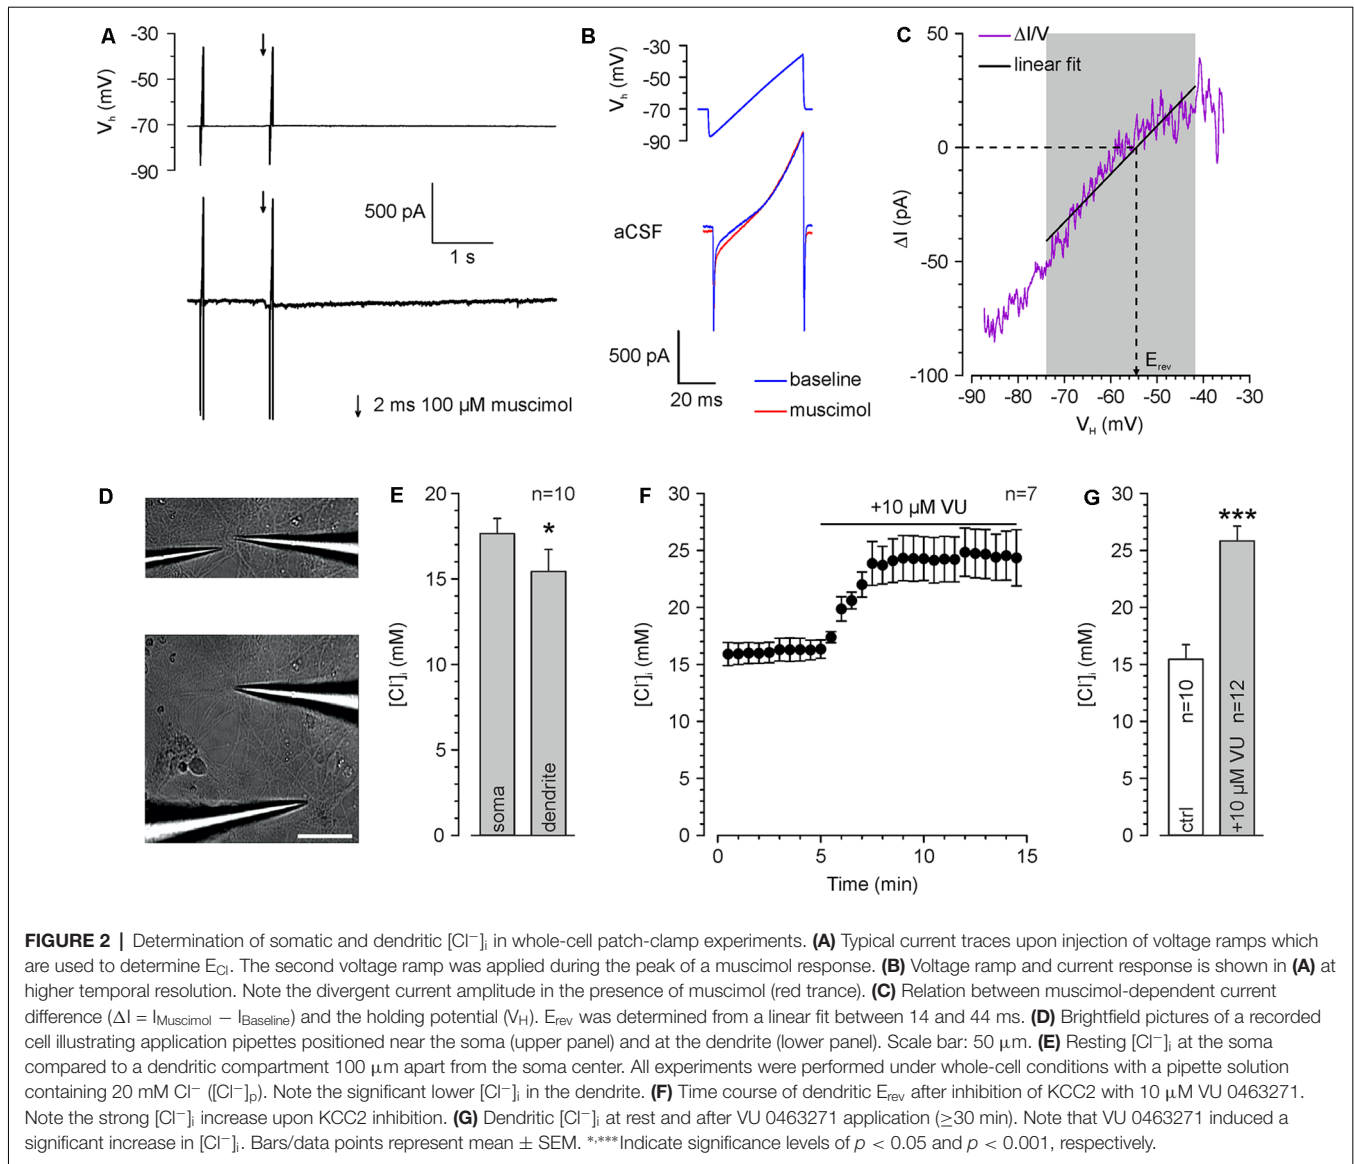 A
-30
-50
-70
-90
Vh (mV)
500 pA
1 s
2 ms 100 µM muscimol
B
-30
-50
-70
-90
Vh (mV)
aCSF
500 pA
20 ms
baseline
muscimol
C
ΔI/V
linear fit
50
0
-50
-100
ΔI (pA)
Erev
-90 -80 -70 -60 -50 -40 -30
VH (mV)
D
E
20
15
10
5
0
[Cl-]i (mM)
n=10
*
soma
dendrite
F
30
25
20
15
10
5
0
[Cl-]i (mM)
+10 µM VU
n=7
0 5 10 15
Time (min)
G
30
25
20
15
10
5
0
[Cl-]i (mM)
***
ctrl n=10
+10 µM VU n=12
FIGURE 2 | Determination of somatic and dendritic [Cl−]i in whole-cell patch-clamp experiments. (A) Typical current traces upon injection of voltage ramps which
are used to determine ECl. The second voltage ramp was applied during the peak of a muscimol response. (B) Voltage ramp and current response is shown in (A) at
higher temporal resolution. Note the divergent current amplitude in the presence of muscimol (red trance). (C) Relation between muscimol-dependent current
difference (ΔI = IMuscimol − IBaseline) and the holding potential (VH). Erev was determined from a linear fit between 14 and 44 ms. (D) Brightfield pictures of a recorded
cell illustrating application pipettes positioned near the soma (upper panel) and at the dendrite (lower panel). Scale bar: 50 µm. (E) Resting [Cl−]i at the soma
compared to a dendritic compartment 100 µm apart from the soma center. All experiments were performed under whole-cell conditions with a pipette solution
containing 20 mM Cl− ([Cl−]p). Note the significant lower [Cl−]i in the dendrite. (F) Time course of dendritic Erev after inhibition of KCC2 with 10 µM VU 0463271.
Note the strong [Cl−]i increase upon KCC2 inhibition. (G) Dendritic [Cl−]i at rest and after VU 0463271 application (≥30 min). Note that VU 0463271 induced a
significant increase in [Cl−]i. Bars/data points represent mean ± SEM. *,***Indicate significance levels of p < 0.05 and p < 0.001, respectively.